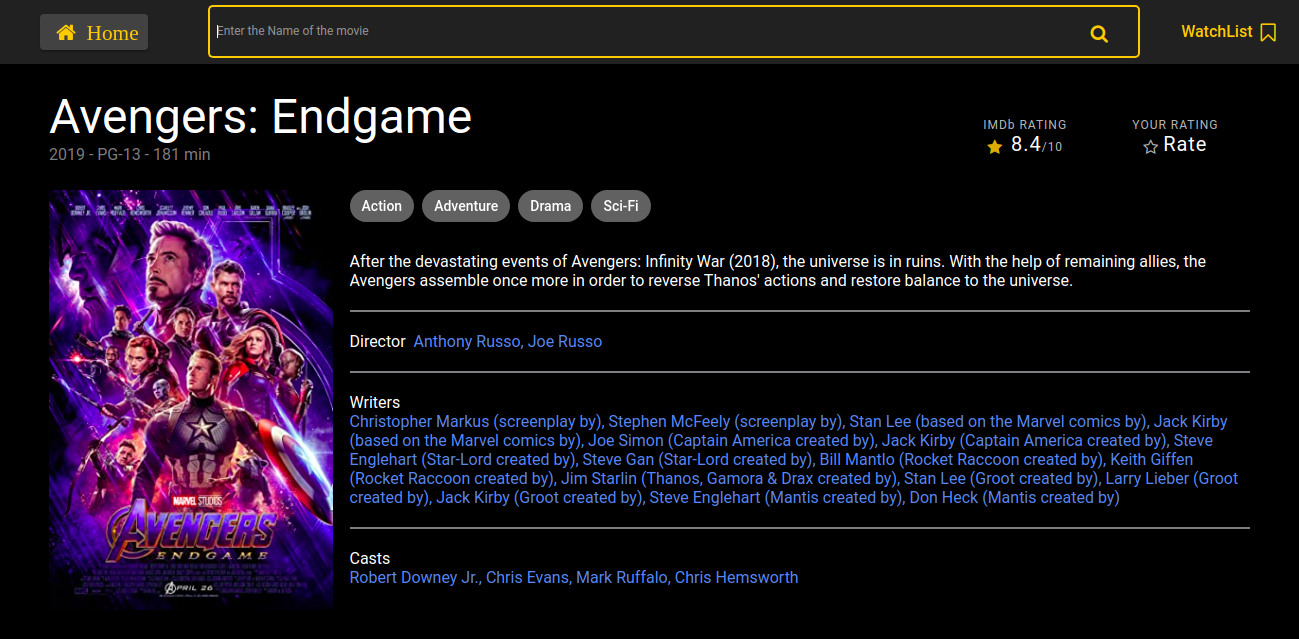 Home
Enter the Name of the movie
WatchList
Avengers: Endgame
2019 - PG-13 - 181 min
IMDb RATING
8.4/10
YOUR RATING
Rate
Action
Adventure
Drama
Sci-Fi
After the devastating events of Avengers: Infinity War (2018), the universe is in ruins. With the help of remaining allies, the
Avengers assemble once more in order to reverse Thanos' actions and restore balance to the universe.
Director Anthony Russo, Joe Russo
Writers
Christopher Markus (screenplay by), Stephen McFeely (screenplay by), Stan Lee (based on the Marvel comics by), Jack Kirby
(based on the Marvel comics by), Joe Simon (Captain America created by), Jack Kirby (Captain America created by), Steve
Englehart (Star-Lord created by), Steve Gan (Star-Lord created by), Bill Mantlo (Rocket Raccoon created by), Keith Giffen
(Rocket Raccoon created by), Jim Starlin (Thanos, Gamora & Drax created by), Stan Lee (Groot created by), Larry Lieber (Groot
created by), Jack Kirby (Groot created by), Steve Englehart (Mantis created by), Don Heck (Mantis created by)
Casts
Robert Downey Jr., Chris Evans, Mark Ruffalo, Chris Hemsworth
MARVEL STUDIOS
AVENGERS
ENDGAME
APRIL 26